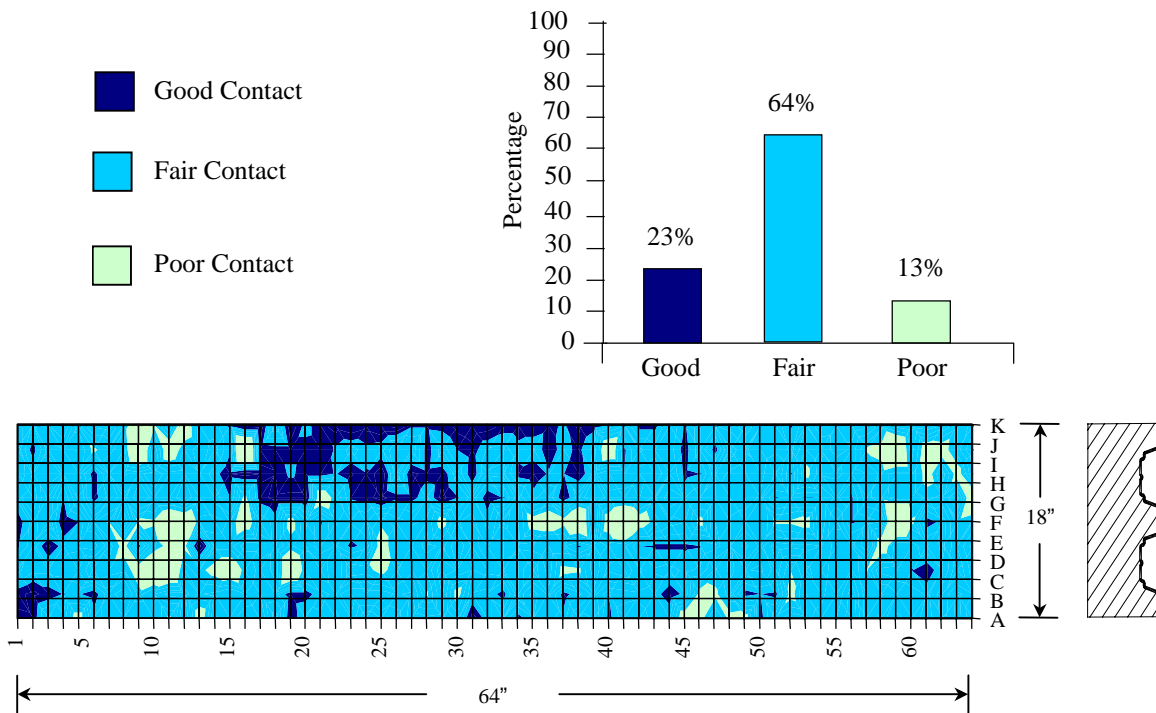 Good Contact
Fair Contact
Poor Contact
Percentage
100
90
80
70
60
50
40
30
20
10
0
23%
64%
13%
Good Fair Poor
K
J
I
H
G
F
E
D
C
B
A
1 5 10 15 20 25 30 35 40 45 50 55 60
18”
64”